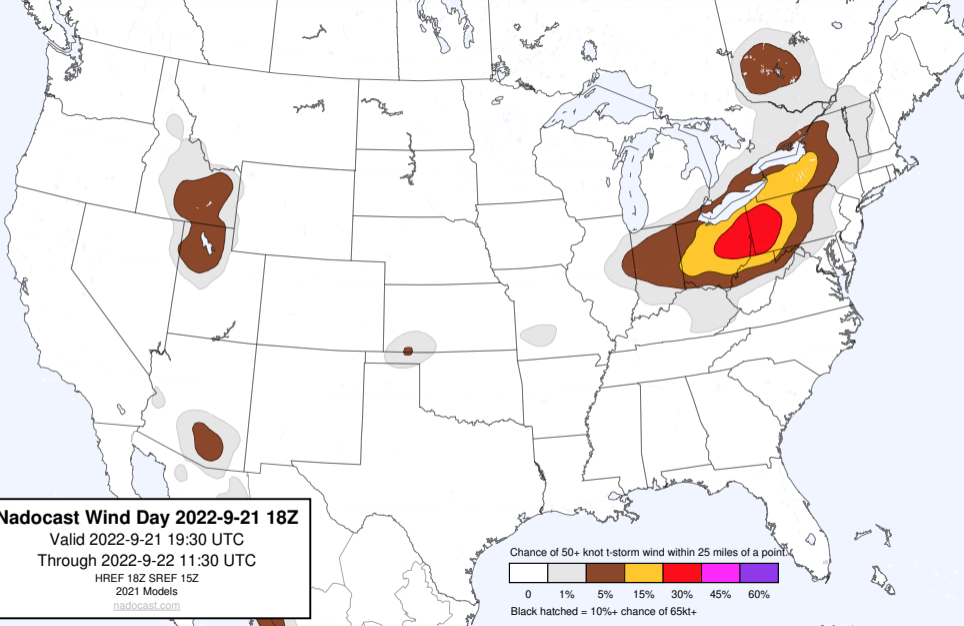 Nadocast Wind Day 2022-9-21 18Z
Valid 2022-9-21 19:30 UTC
Through 2022-9-22 11:30 UTC
HREF 18Z SREF 15Z
2021 Models
nadocast.com
Chance of 50+ knot t-storm wind within 25 miles of a point.
0 1% 5% 15% 30% 45% 60%
Black hatched = 10%+ chance of 65kt+